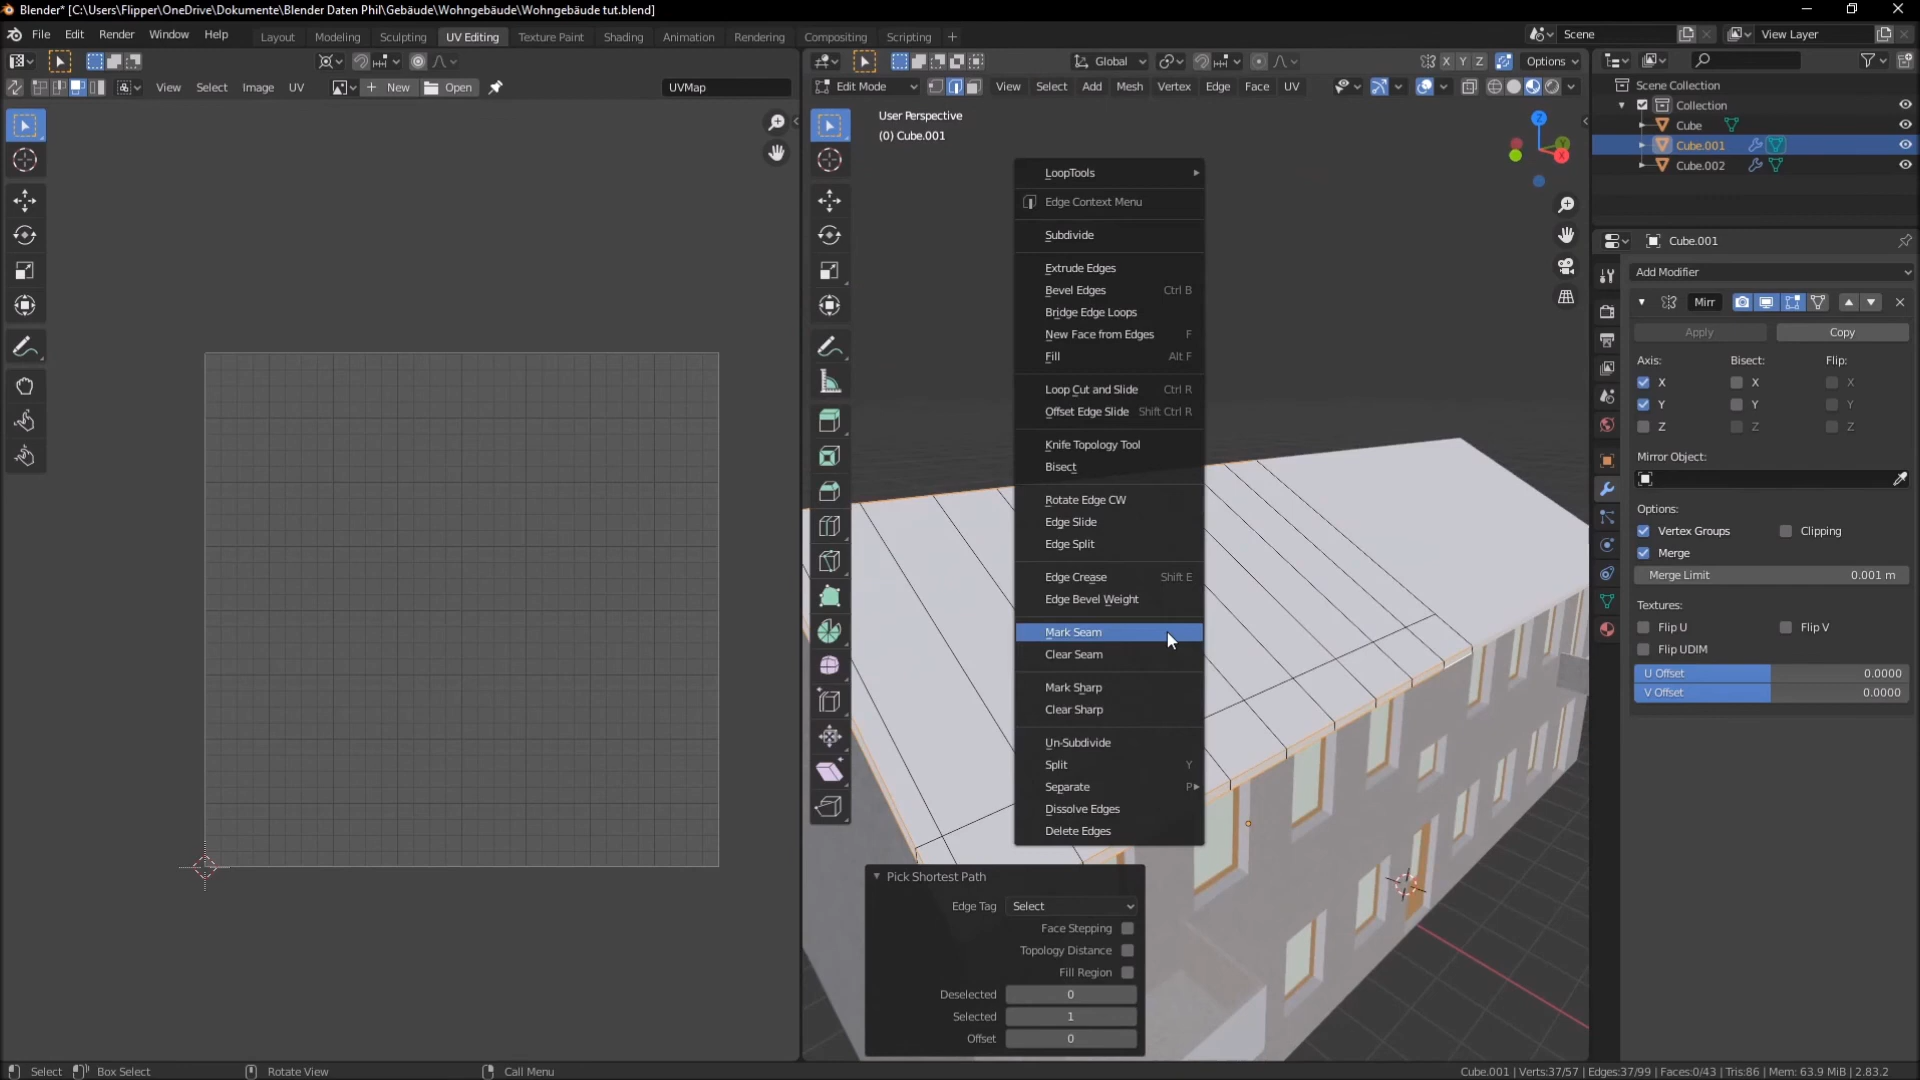 Blender* [C:\Users\Flipper\OneDrive\Dokumente\Blender Daten Phil\Gebäude\Wohngebäude\Wohngebäude tut.blend]
File Edit Render Window Help Layout Modeling Sculpting UV Editing Texture Paint Shading Animation Rendering Compositing Scripting Scene View Layer
Global X Y Z Options
View Select Image UV New Open UVMap Edit Mode View Select Add Mesh Vertex Edge Face UV
Scene Collection
Collection
Cube
Cube.001
Cube.002
User Perspective
(0) Cube.001
Z
X
LoopTools
Edge Context Menu
Subdivide
Extrude Edges
Bevel Edges Ctrl B
Bridge Edge Loops
New Face from Edges F
Fill Alt F
Loop Cut and Slide Ctrl R
Offset Edge Slide Shift Ctrl R
Knife Topology Tool
Bisect
Rotate Edge CW
Edge Slide
Edge Split
Edge Crease Shift E
Edge Bevel Weight
Mark Seam
Clear Seam
Mark Sharp
Clear Sharp
Un-Subdivide
Split Y
Separate P
Dissolve Edges
Delete Edges
Pick Shortest Path
Edge Tag Select
Face Stepping
Topology Distance
Fill Region
Deselected 0
Selected 1
Offset 0
Cube.001
Add Modifier
Mirr
Apply Copy
Axis: Bisect: Flip:
X X X
Y Y Y
Z Z Z
Mirror Object:
Options:
Vertex Groups Clipping
Merge
Merge Limit 0.001 m
Textures:
Flip U Flip V
Flip UDIM
U Offset 0.0000
V Offset 0.0000
Select Box Select Rotate View Call Menu Cube.001 | Verts:37/57 | Edges:37/99 | Faces:0/43 | Tris:86 | Mem: 63.9 MiB | 2.83.2